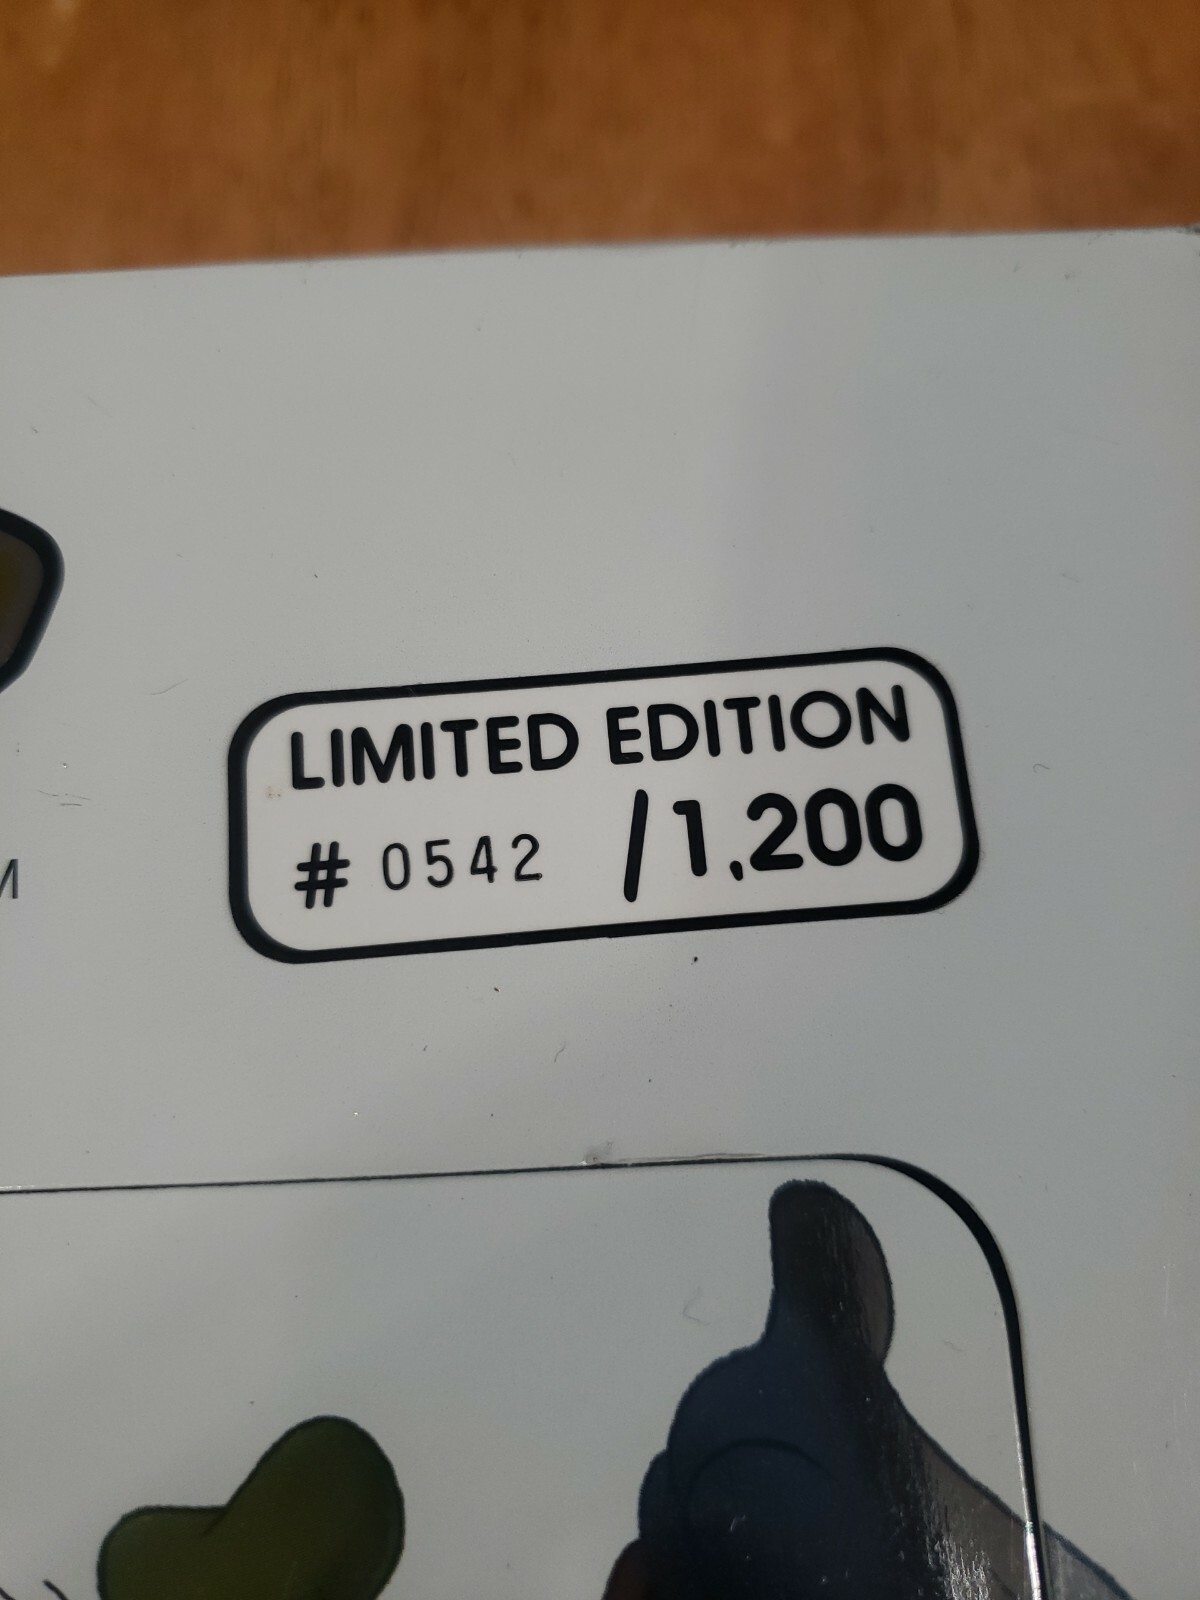 LIMITED EDITION
# 0542 /1,200